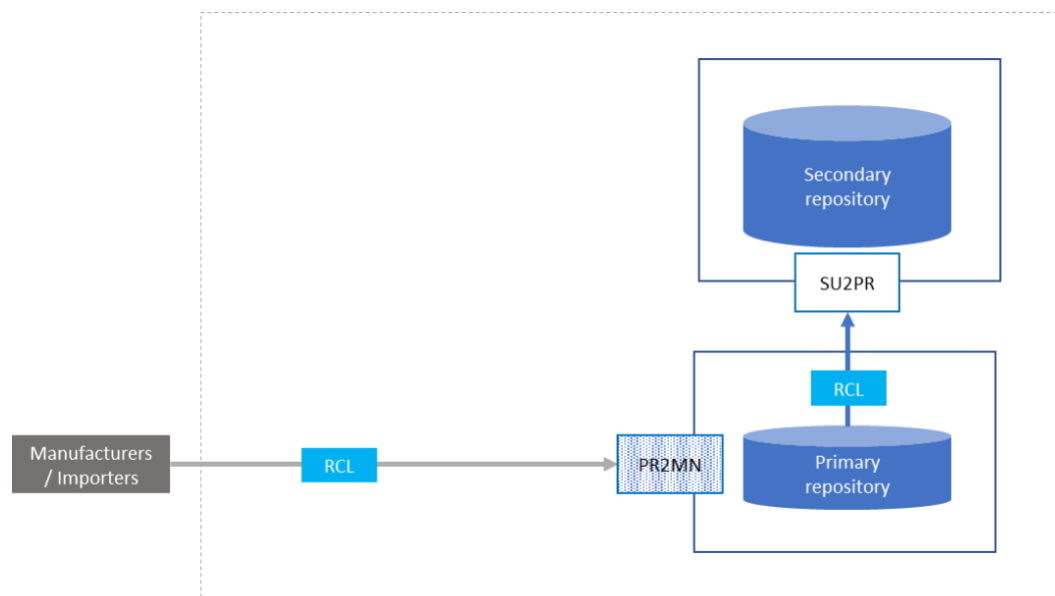 Secondary
repository
SU2PR
RCL
Manufacturers
/ Importers
RCL
PR2MN
Primary
repository